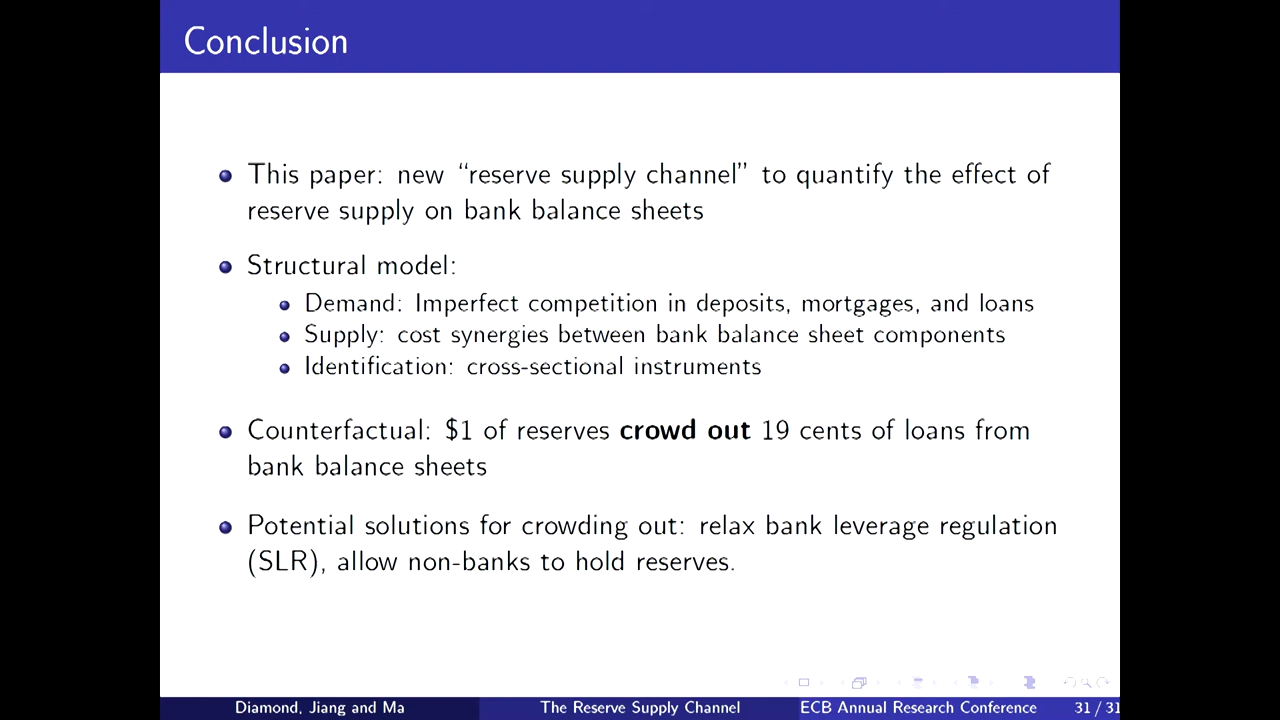 Conclusion
This paper: new “reserve supply channel” to quantify the effect of
reserve supply on bank balance sheets
Structural model:
Demand: Imperfect competition in deposits, mortgages, and loans
Supply: cost synergies between bank balance sheet components
Identification: cross-sectional instruments
Counterfactual: $1 of reserves crowd out 19 cents of loans from
bank balance sheets
Potential solutions for crowding out: relax bank leverage regulation
(SLR), allow non-banks to hold reserves.
Diamond, Jiang and Ma The Reserve Supply Channel ECB Annual Research Conference 31 / 31